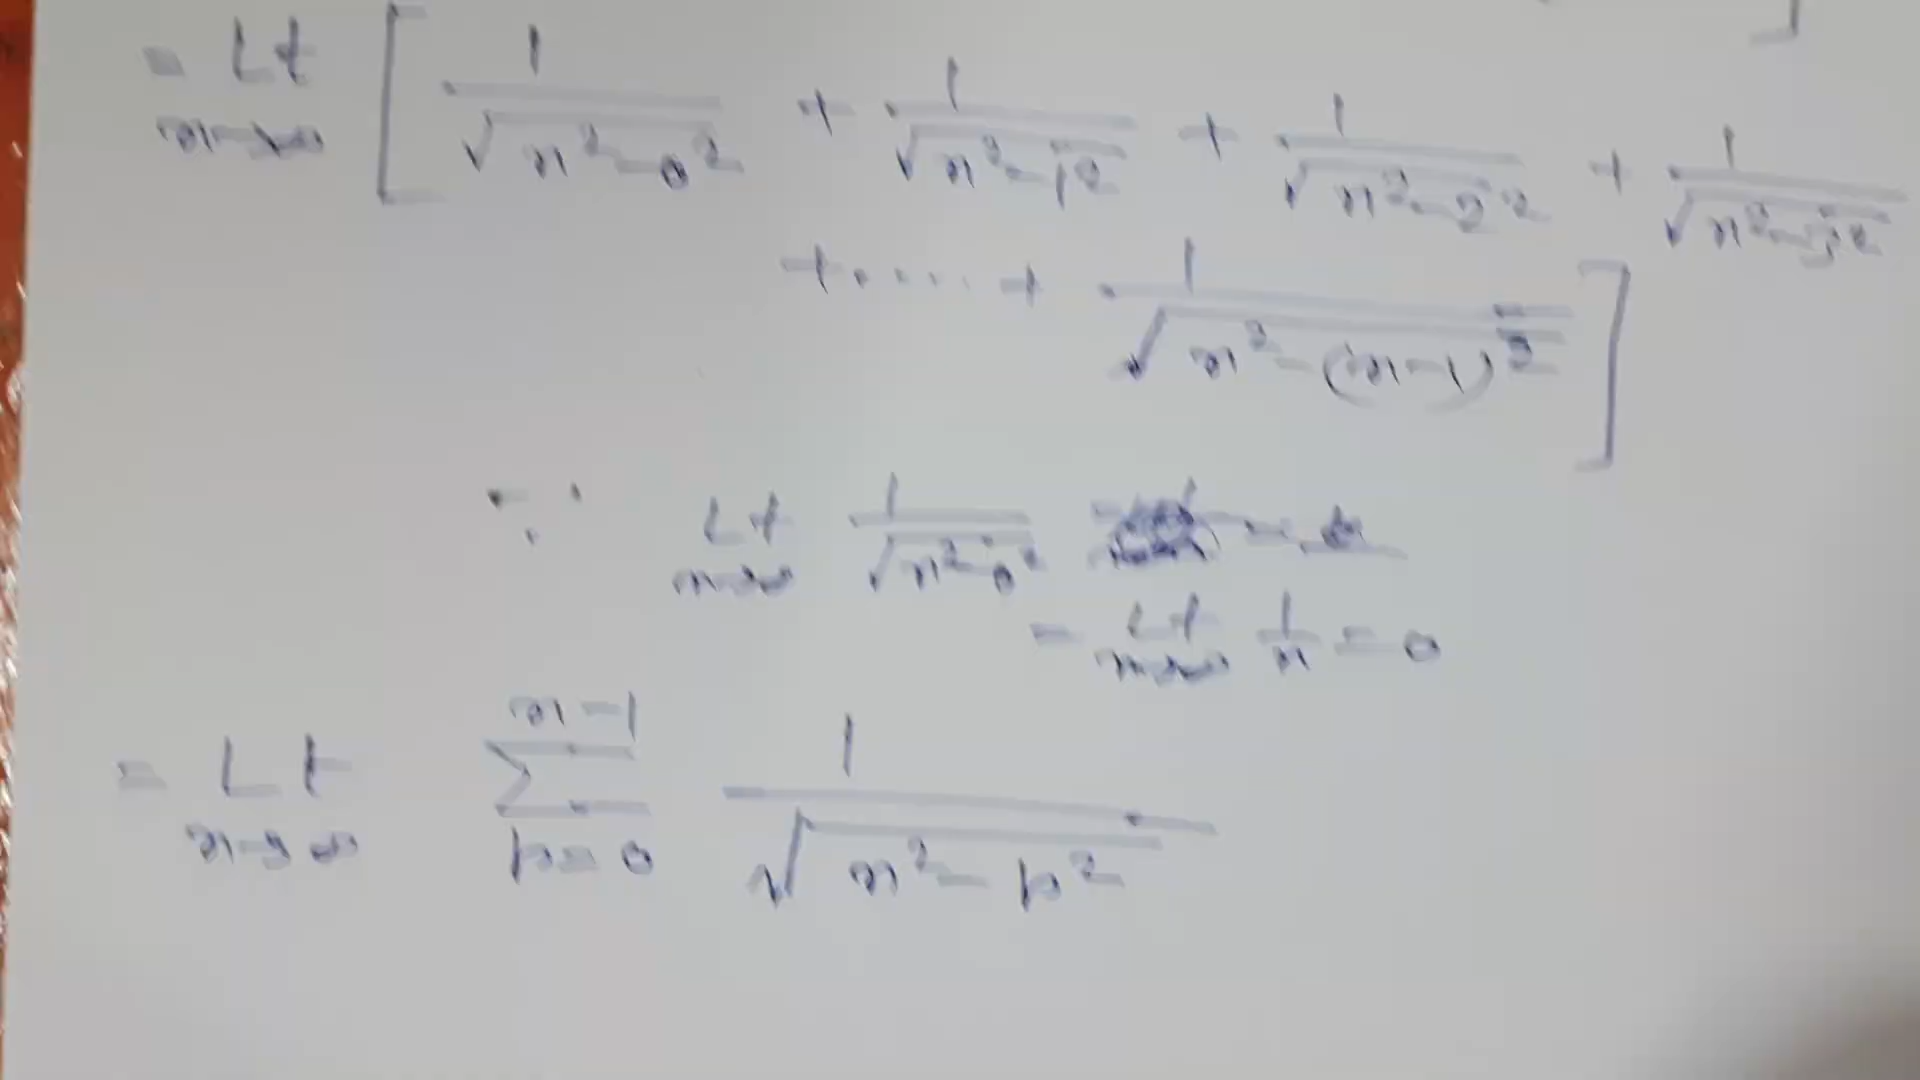 = Lt n→∞ [ 1/√(n²-0²) + 1/√(n²-1²) + 1/√(n²-2²) + 1/√(n²-3²)
+ ..... + 1/√(n²-(n-1)²) ]
∵ Lt n→∞ 1/√(n²-0²)
= Lt n→∞ 1/n = 0
= Lt n→∞ Σ r=0 n-1 1/√(n²-r²)